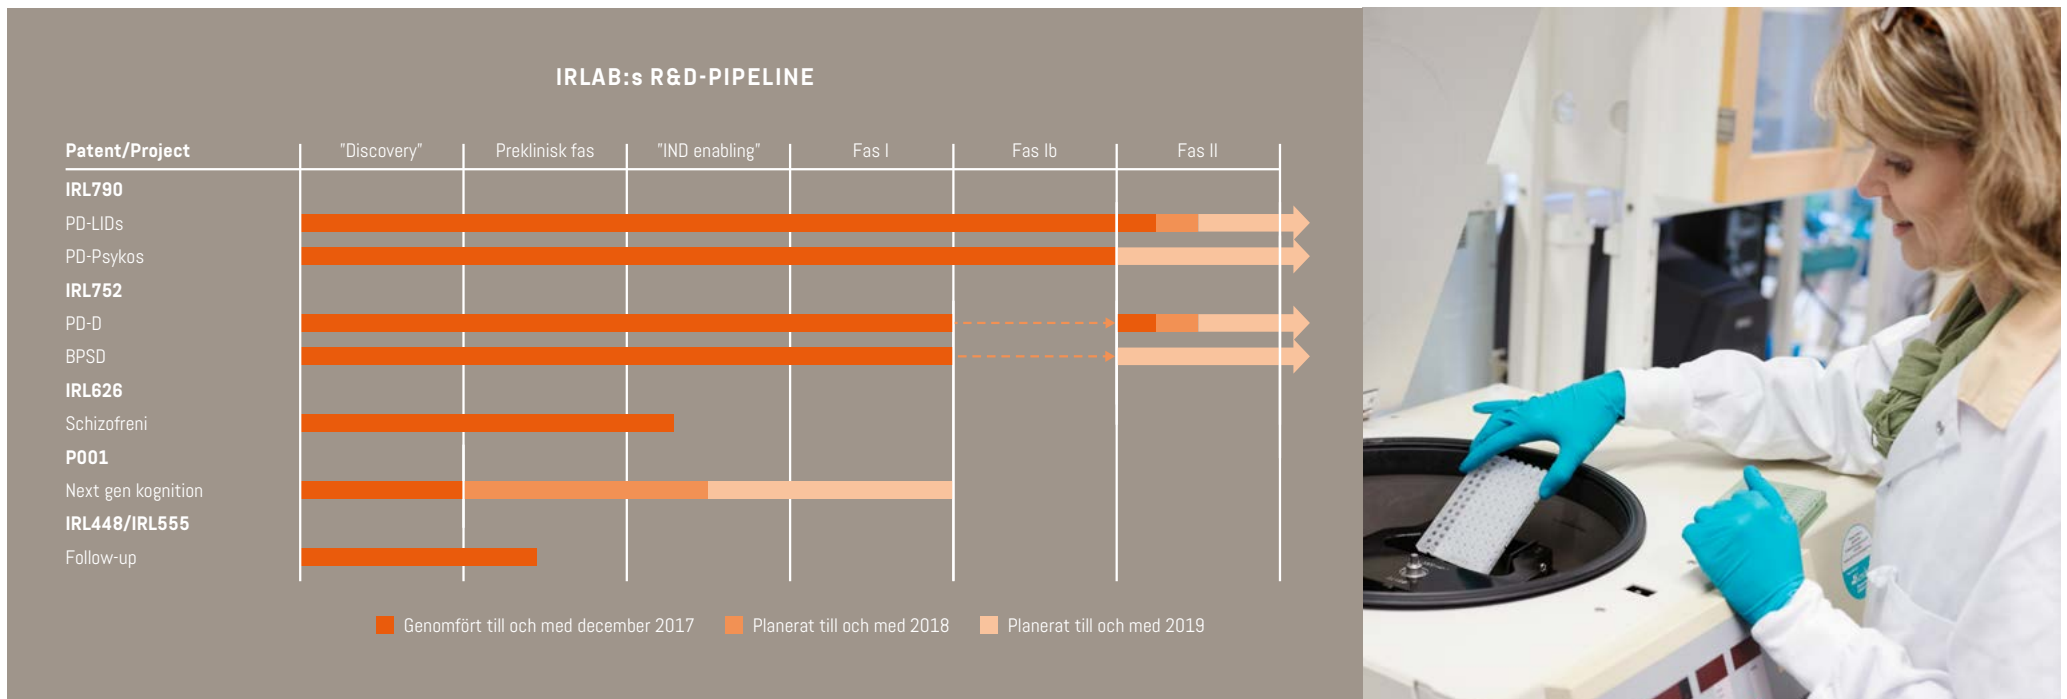 IRLAB:s R&D-PIPELINE
Patent/Project "Discovery" Preklinisk fas "IND enabling" Fas I Fas Ib Fas II
IRL790
PD-LIDs
PD-Psykos
IRL752
PD-D
BPSD
IRL626
Schizofreni
P001
Next gen kognition
IRL448/IRL555
Follow-up
Genomfört till och med december 2017 Planerat till och med 2018 Planerat till och med 2019